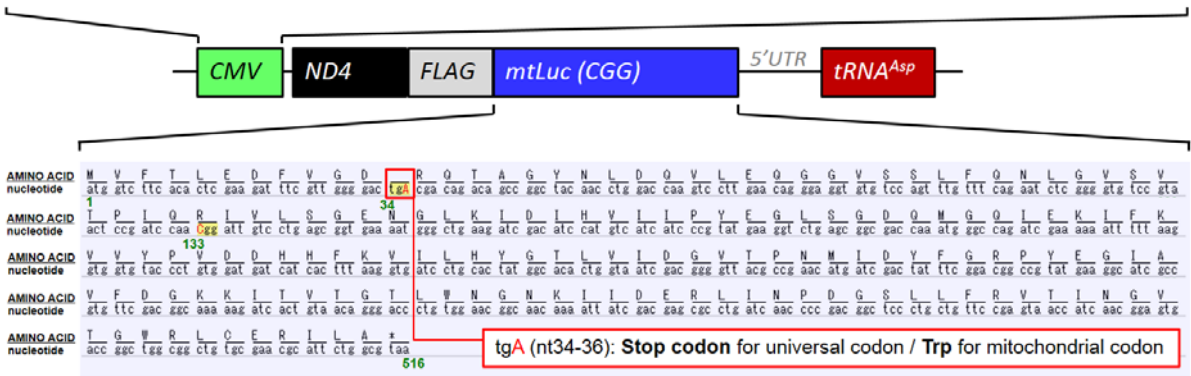 CMV ND4 FLAG mtLuc (CGG) 5'UTR tRNA^Asp
AMINO ACID M V F T L E D F V G D R Q T A G Y N L D Q V L E Q G G V S S L F Q N L G V S V
nucleotide atg gtc ttc aca ctc gaa gat ttc gtt ggg gac tgA cga cag aca gcc ggc tac aac ctg gac caa gtc ctt gaa cag gga ggt gtg tcc agt ttg ttt cag aat ctc ggg gtg tcc gta
1 34
AMINO ACID T P I Q R I V L S G E N G L K I D I H V I I P Y E G L S G D Q M G Q I E K I F K
nucleotide act ccg atc caa Cgg att gtc ctg agc ggt gaa aat ggg ctg aag atc gac atc cat gtc atc atc ccg tat gaa ggt ctg agc ggc gac caa atg ggc cag atc gaa aaa att ttt aag
133
AMINO ACID V V Y P V D D H H F K V I L H Y G T L V I D G V T P N M I D Y F G R P Y E G I A
nucleotide gtg gtg tac cct gtg gat gat cat cac ttt aag gtg atc ctg cac tat ggc aca ctg gta atc gac ggg gtt acg ccg aac atg atc gac tat ttc gga cgg ccg tat gaa ggc atc gcc
AMINO ACID V F D G K K I T V T G T L W N G N K I I D E R L I N P D G S L L F R V T I N G V
nucleotide gtg ttc gac ggc aaa aag atc act gta aca ggg acc ctg tgg aac ggc aac aaa att atc gac gag cgc ctg atc aac ccc gac ggc tcc ctg ctg ttc cga gta acc atc aac gga gtg
AMINO ACID T G W R L C E R I L A *
nucleotide acc ggc tgg cgg ctg tgc gaa cgc att ctg gcg taa
516
tgA (nt34-36): Stop codon for universal codon / Trp for mitochondrial codon